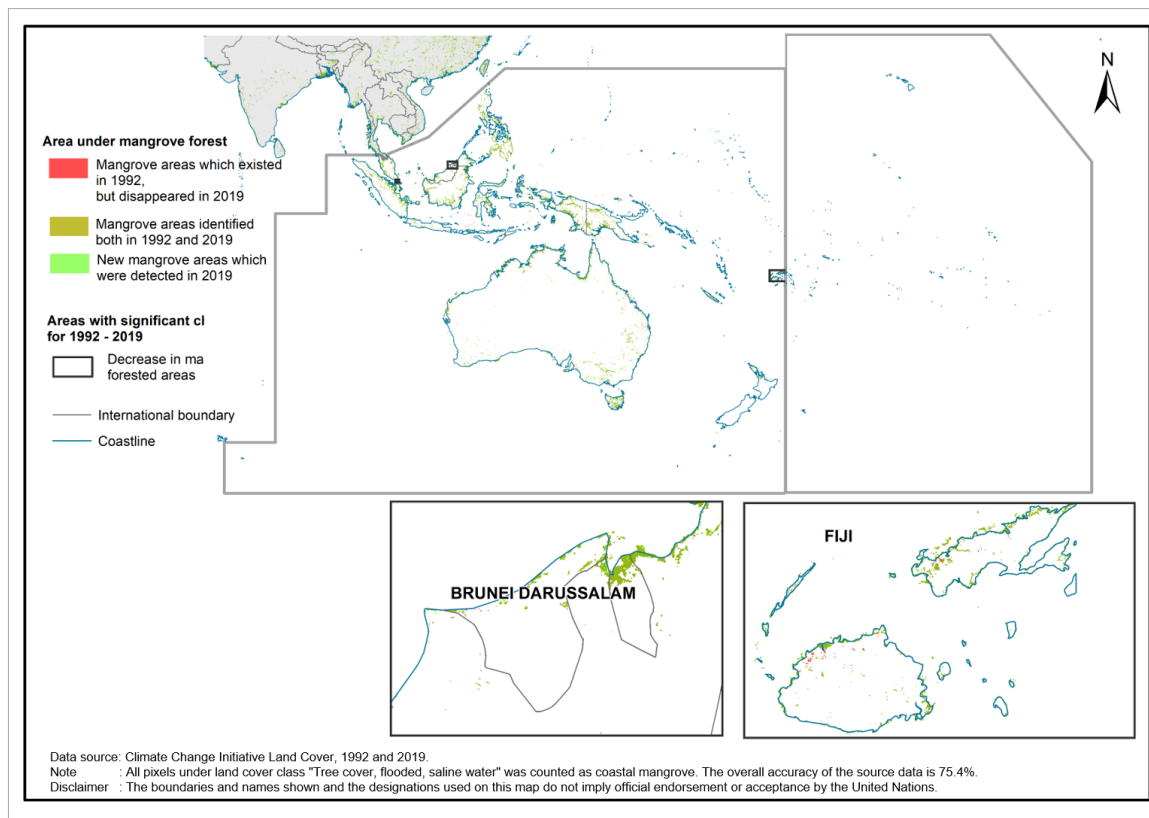 N
Area under mangrove forest
Mangrove areas which existed
in 1992,
but disappeared in 2019
Mangrove areas identified
both in 1992 and 2019
New mangrove areas which
were detected in 2019
Areas with significant cl
for 1992 - 2019
Decrease in ma
forested areas
International boundary
Coastline
BRUNEI DARUSSALAM
FIJI
Data source: Climate Change Initiative Land Cover, 1992 and 2019.
Note : All pixels under land cover class "Tree cover, flooded, saline water" was counted as coastal mangrove. The overall accuracy of the source data is 75.4%.
Disclaimer : The boundaries and names shown and the designations used on this map do not imply official endorsement or acceptance by the United Nations.